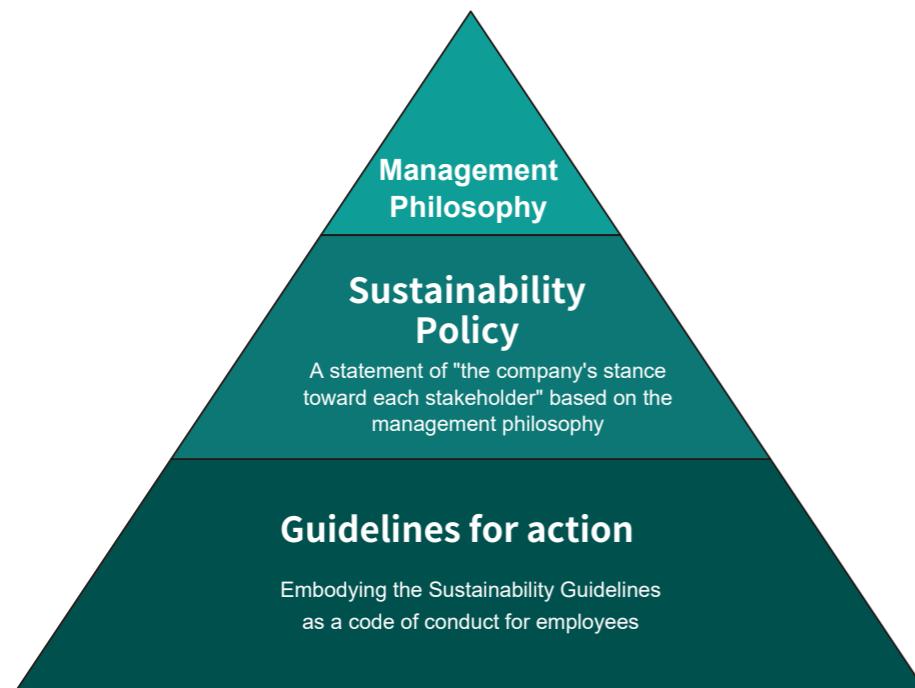 Management
Philosophy
Sustainability
Policy
A statement of "the company's stance
toward each stakeholder" based on the
management philosophy
Guidelines for action
Embodying the Sustainability Guidelines
as a code of conduct for employees